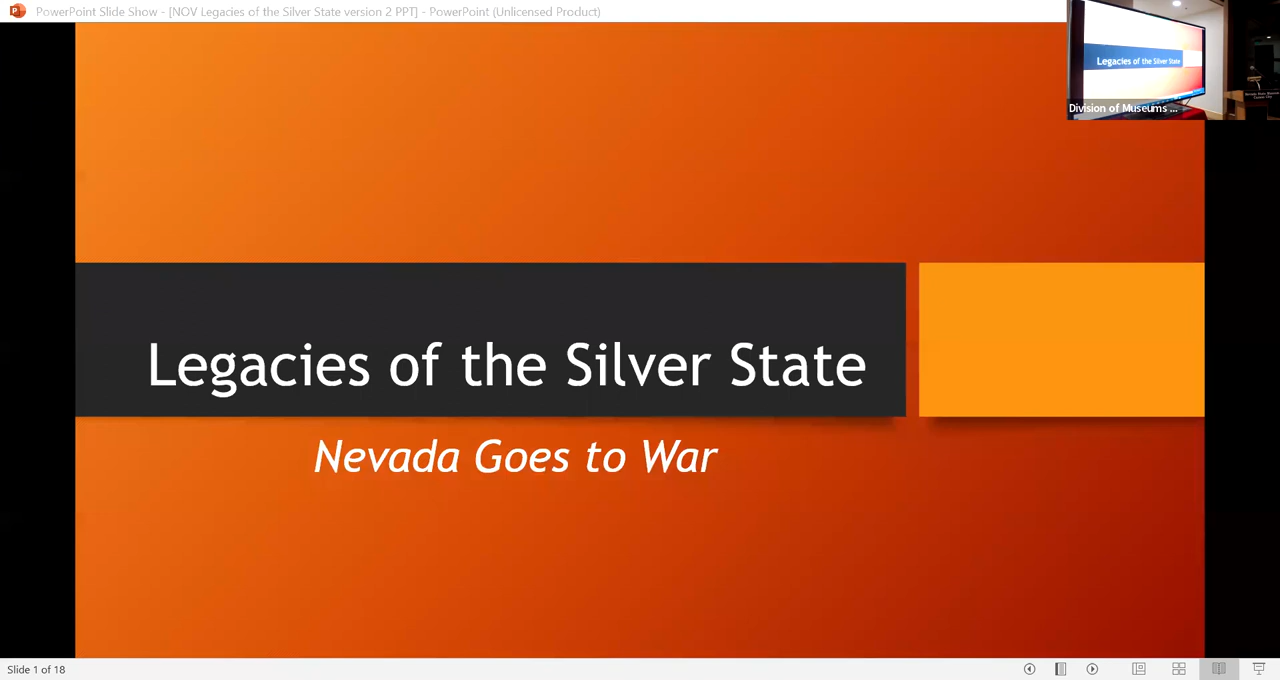 PowerPoint Slide Show - [NOV Legacies of the Silver State version 2 PPT] - PowerPoint (Unlicensed Product)
Legacies of the Silver State
Division of Museums ...
Legacies of the Silver State
Nevada Goes to War
Slide 1 of 18